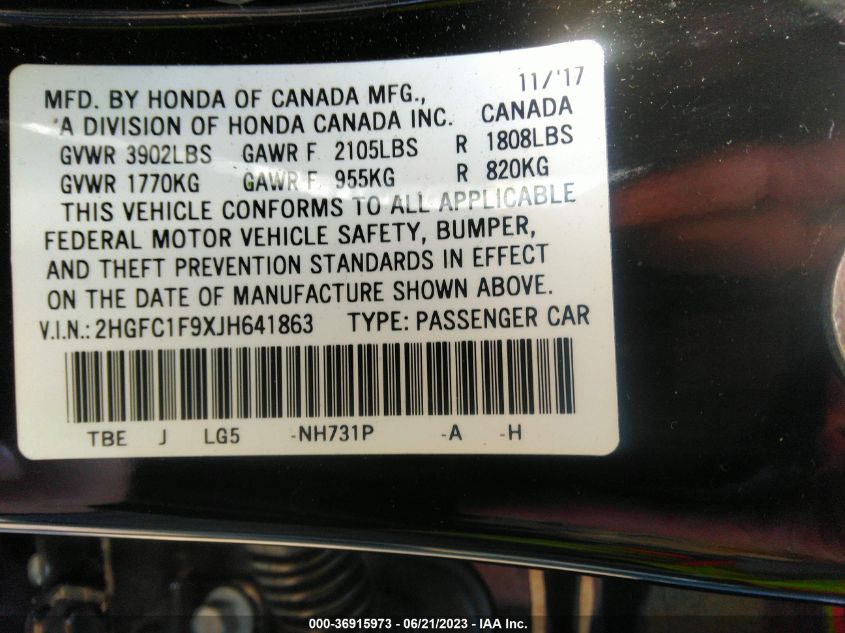 MFD. BY HONDA OF CANADA MFG., 11/'17
'A DIVISION OF HONDA CANADA INC. CANADA
GVWR 3902LBS GAWR F 2105LBS R 1808LBS
GVWR 1770KG GAWR F 955KG R 820KG
THIS VEHICLE CONFORMS TO ALL APPLICABLE
FEDERAL MOTOR VEHICLE SAFETY, BUMPER,
AND THEFT PREVENTION STANDARDS IN EFFECT
ON THE DATE OF MANUFACTURE SHOWN ABOVE.
V.I.N.: 2HGFC1F9XJH641863 TYPE: PASSENGER CAR
TBE J LG5 -NH731P -A -H
000-36915973 - 06/21/2023 - IAA Inc.